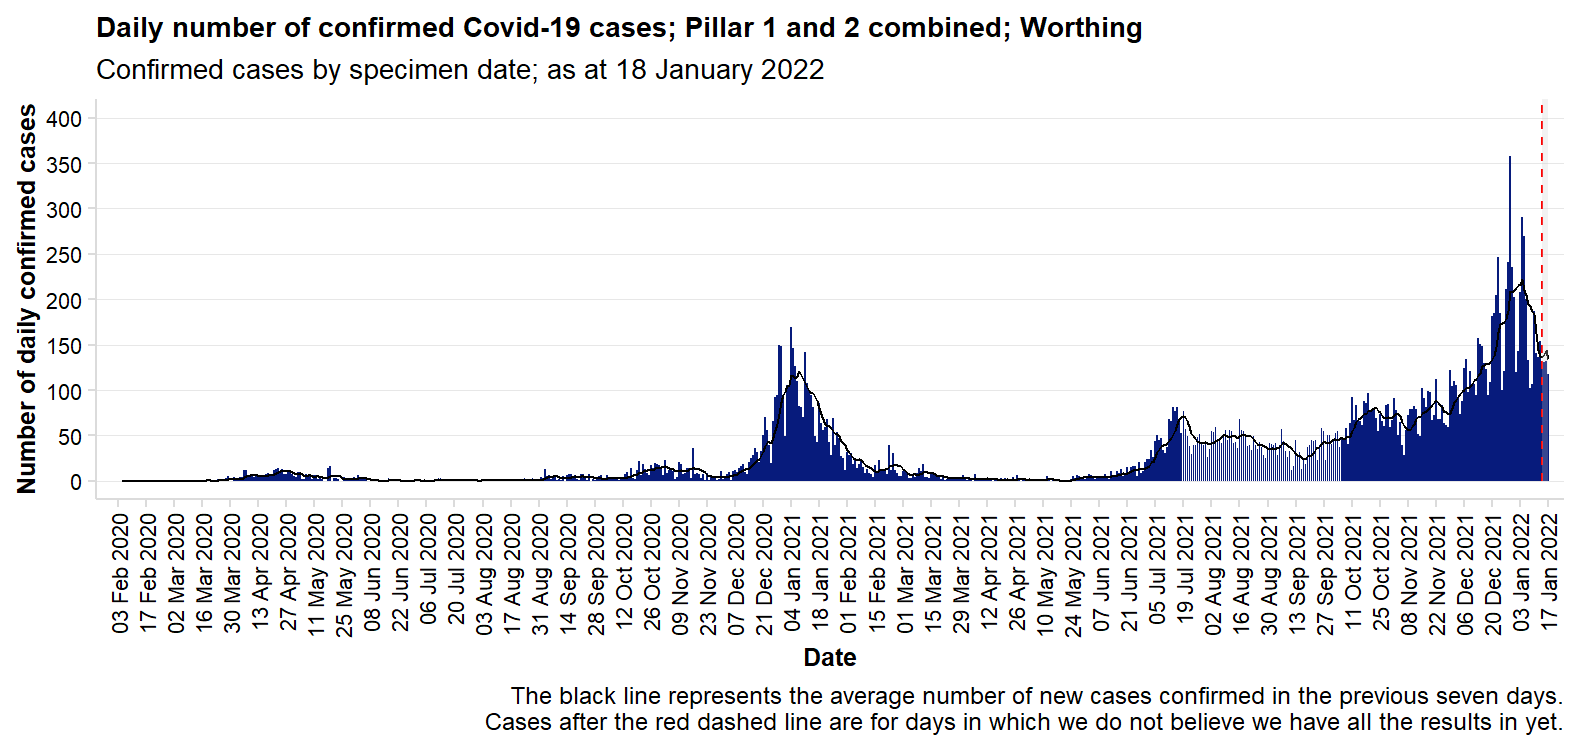 Daily number of confirmed Covid-19 cases; Pillar 1 and 2 combined; Worthing
Confirmed cases by specimen date; as at 18 January 2022
Number of daily confirmed cases
400
350
300
250
200
150
100
50
0
03 Feb 2020
17 Feb 2020
02 Mar 2020
16 Mar 2020
30 Mar 2020
13 Apr 2020
27 Apr 2020
11 May 2020
25 May 2020
08 Jun 2020
22 Jun 2020
06 Jul 2020
20 Jul 2020
03 Aug 2020
17 Aug 2020
31 Aug 2020
14 Sep 2020
28 Sep 2020
12 Oct 2020
26 Oct 2020
09 Nov 2020
23 Nov 2020
07 Dec 2020
21 Dec 2020
04 Jan 2021
18 Jan 2021
01 Feb 2021
15 Feb 2021
01 Mar 2021
15 Mar 2021
29 Mar 2021
12 Apr 2021
26 Apr 2021
10 May 2021
24 May 2021
07 Jun 2021
21 Jun 2021
05 Jul 2021
19 Jul 2021
02 Aug 2021
16 Aug 2021
30 Aug 2021
13 Sep 2021
27 Sep 2021
11 Oct 2021
25 Oct 2021
08 Nov 2021
22 Nov 2021
06 Dec 2021
20 Dec 2021
03 Jan 2022
17 Jan 2022
Date
The black line represents the average number of new cases confirmed in the previous seven days.
Cases after the red dashed line are for days in which we do not believe we have all the results in yet.